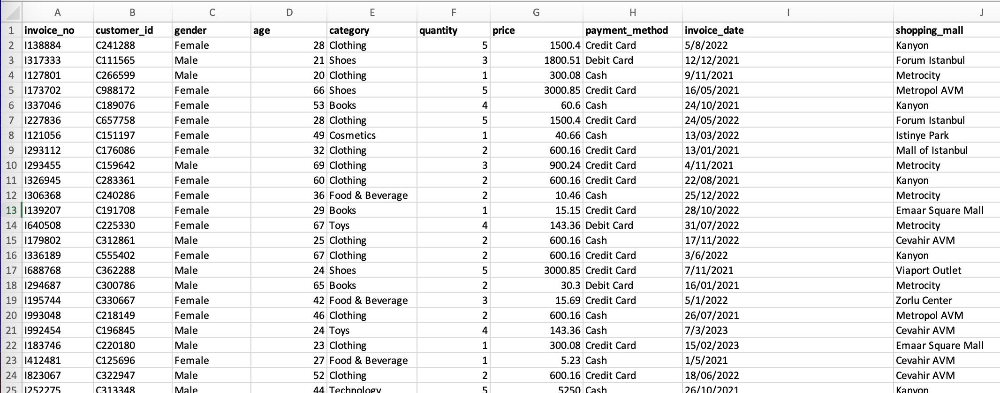 A B C D E F G H I J
1 invoice_no customer_id gender age category quantity price payment_method invoice_date shopping_mall
2 I138884 C241288 Female 28 Clothing 5 1500.4 Credit Card 5/8/2022 Kanyon
3 I317333 C111565 Male 21 Shoes 3 1800.51 Debit Card 12/12/2021 Forum Istanbul
4 I127801 C266599 Male 20 Clothing 1 300.08 Cash 9/11/2021 Metrocity
5 I173702 C988172 Female 66 Shoes 5 3000.85 Credit Card 16/05/2021 Metropol AVM
6 I337046 C189076 Female 53 Books 4 60.6 Cash 24/10/2021 Kanyon
7 I227836 C657758 Female 28 Clothing 5 1500.4 Credit Card 24/05/2022 Forum Istanbul
8 I121056 C151197 Female 49 Cosmetics 1 40.66 Cash 13/03/2022 Istinye Park
9 I293112 C176086 Female 32 Clothing 2 600.16 Credit Card 13/01/2021 Mall of Istanbul
10 I293455 C159642 Male 69 Clothing 3 900.24 Credit Card 4/11/2021 Metrocity
11 I326945 C283361 Female 60 Clothing 2 600.16 Credit Card 22/08/2021 Kanyon
12 I306368 C240286 Female 36 Food & Beverage 2 10.46 Cash 25/12/2022 Metrocity
13 I139207 C191708 Female 29 Books 1 15.15 Credit Card 28/10/2022 Emaar Square Mall
14 I640508 C225330 Female 67 Toys 4 143.36 Debit Card 31/07/2022 Metrocity
15 I179802 C312861 Male 25 Clothing 2 600.16 Cash 17/11/2022 Cevahir AVM
16 I336189 C555402 Female 67 Clothing 2 600.16 Credit Card 3/6/2022 Kanyon
17 I688768 C362288 Male 24 Shoes 5 3000.85 Credit Card 7/11/2021 Viaport Outlet
18 I294687 C300786 Male 65 Books 2 30.3 Debit Card 16/01/2021 Metrocity
19 I195744 C330667 Female 42 Food & Beverage 3 15.69 Credit Card 5/1/2022 Zorlu Center
20 I993048 C218149 Female 46 Clothing 2 600.16 Cash 26/07/2021 Metropol AVM
21 I992454 C196845 Male 24 Toys 4 143.36 Cash 7/3/2023 Cevahir AVM
22 I183746 C220180 Male 23 Clothing 1 300.08 Credit Card 15/02/2023 Emaar Square Mall
23 I412481 C125696 Female 27 Food & Beverage 1 5.23 Cash 1/5/2021 Cevahir AVM
24 I823067 C322947 Male 52 Clothing 2 600.16 Credit Card 18/06/2022 Cevahir AVM
25 I252275 C313348 Male 44 Technology 5 5250 Cash 26/10/2021 Kanyon